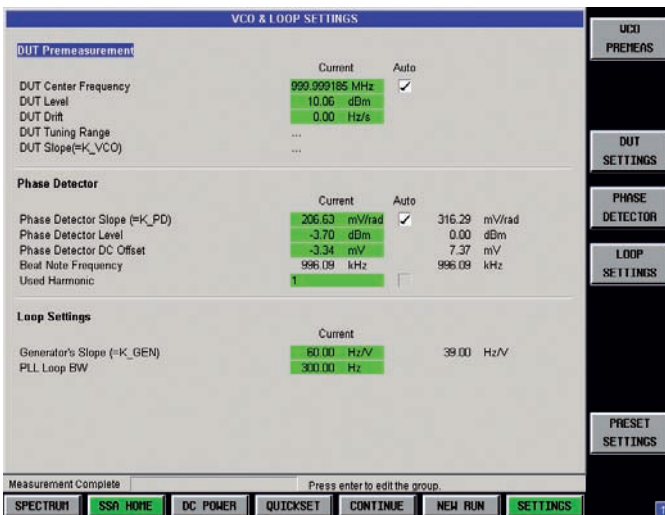 VCO & LOOP SETTINGS
DUT Premeasurement
Current Auto
DUT Center Frequency 999.999185 MHz
DUT Level 10.06 dBm
DUT Drift 0.00 Hz/s
DUT Tuning Range ...
DUT Slope(=K_VCO) ...
Phase Detector
Current Auto
Phase Detector Slope (=K_PD) 206.63 mV/rad 316.29 mV/rad
Phase Detector Level -3.70 dBm 0.00 dBm
Phase Detector DC Offset -3.34 mV 7.37 mV
Beat Note Frequency 996.09 kHz 996.09 kHz
Used Harmonic 1
Loop Settings
Current
Generator's Slope (=K_GEN) 60.00 Hz/V 39.00 Hz/V
PLL Loop BW 300.00 Hz
Measurement Complete Press enter to edit the group.
SPECTRUM SSA HOME DC POWER QUICKSET CONTINUE NEW RUN SETTINGS
VCO
PREMEAS
DUT
SETTINGS
PHASE
DETECTOR
LOOP
SETTINGS
PRESET
SETTINGS
1